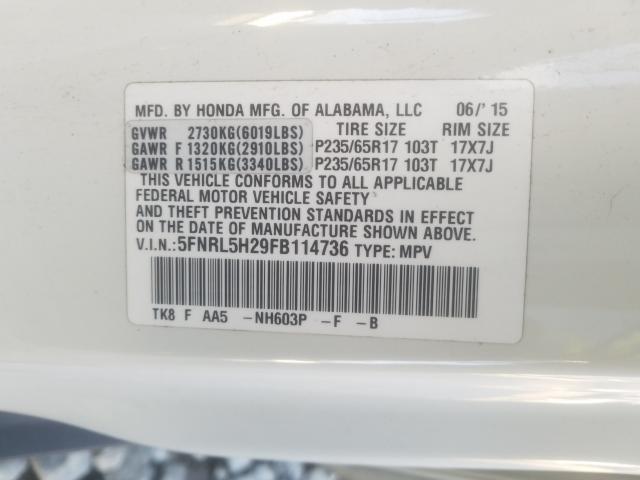 MFD. BY HONDA MFG. OF ALABAMA, LLC 06/'15
GVWR 2730KG(6019LBS) TIRE SIZE RIM SIZE
GAWR F 1320KG(2910LBS) P235/65R17 103T 17X7J
GAWR R 1515KG(3340LBS) P235/65R17 103T 17X7J
THIS VEHICLE CONFORMS TO ALL APPLICABLE
FEDERAL MOTOR VEHICLE SAFETY
AND THEFT PREVENTION STANDARDS IN EFFECT
ON THE DATE OF MANUFACTURE SHOWN ABOVE.
V.I.N.:5FNRL5H29FB114736 TYPE: MPV
TK8 F AA5 -NH603P -F -B